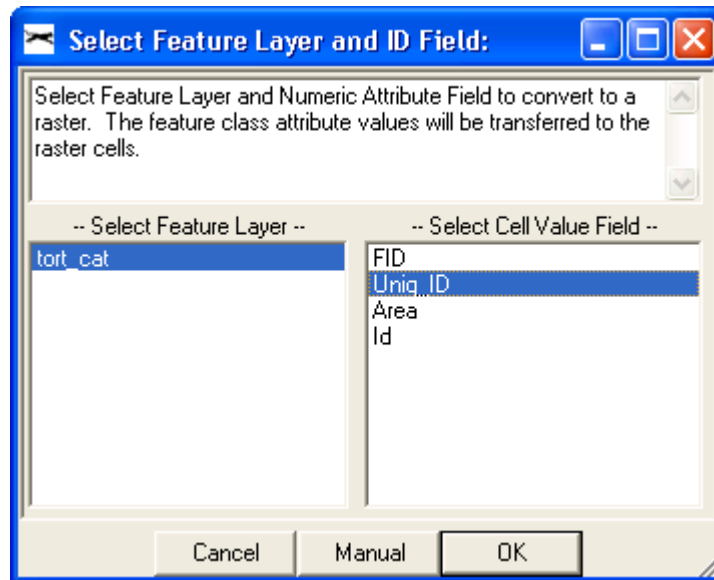 Select Feature Layer and ID Field:
Select Feature Layer and Numeric Attribute Field to convert to a
raster. The feature class attribute values will be transferred to the
raster cells.
-- Select Feature Layer --
-- Select Cell Value Field --
tort_cat
FID
Uniq_ID
Area
Id
Cancel
Manual
OK